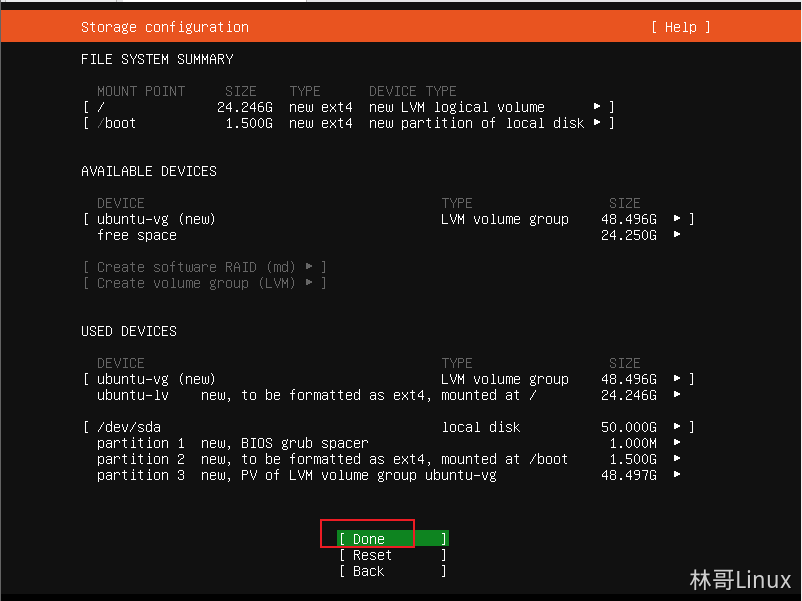 Storage configuration [ Help ]
FILE SYSTEM SUMMARY
MOUNT POINT SIZE TYPE DEVICE TYPE
[ / 24.246G new ext4 new LVM logical volume ▸ ]
[ /boot 1.500G new ext4 new partition of local disk ▸ ]
AVAILABLE DEVICES
DEVICE TYPE SIZE
[ ubuntu-vg (new) LVM volume group 48.496G ▸ ]
free space 24.250G ▸
[ Create software RAID (md) ▸ ]
[ Create volume group (LVM) ▸ ]
USED DEVICES
DEVICE TYPE SIZE
[ ubuntu-vg (new) LVM volume group 48.496G ▸ ]
ubuntu-lv new, to be formatted as ext4, mounted at / 24.246G ▸
[ /dev/sda local disk 50.000G ▸ ]
partition 1 new, BIOS grub spacer 1.000M ▸
partition 2 new, to be formatted as ext4, mounted at /boot 1.500G ▸
partition 3 new, PV of LVM volume group ubuntu-vg 48.497G ▸
[ Done ]
[ Reset ]
[ Back ]
林哥Linux